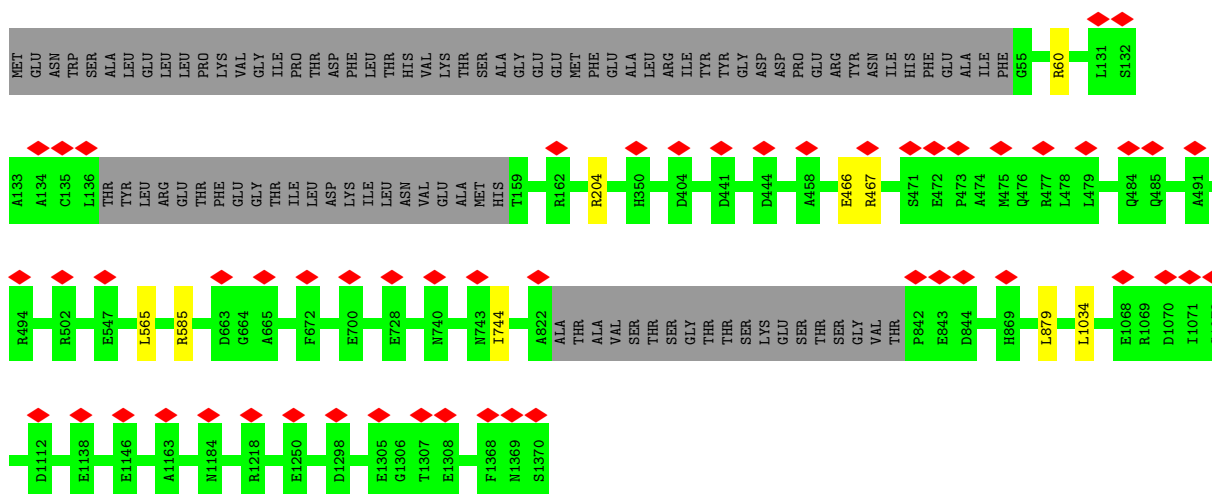 MET GLU ASN TRP SER ALA LEU GLU LEU LEU PRO LYS VAL GLY ILE PRO THR ASP PHE LEU THR HIS VAL LYS THR SER ALA GLY GLU GLU MET PHE GLU ALA LEU ARG ILE TYR TYR GLY ASP ASP PRO GLU ARG TYR ASN ILE HIS PHE GLU ALA ILE PHE G55 R60 L131 S132
A133 A134 C135 L136 THR TYR LEU ARG GLU THR PHE GLU GLY THR ILE LEU ASP LYS ILE LEU ASN VAL GLU ALA MET HIS T159 R162 R204 H350 D404 D441 D444 A458 E466 R467 S471 E472 P473 A474 M475 Q476 R477 L478 L479 Q484 Q485 A491
R494 R502 E547 L565 R585 D663 G664 A665 F672 E700 E728 N740 N743 I744 A822 ALA THR ALA VAL SER THR SER GLY THR THR SER LYS GLU SER THR SER GLY VAL THR P842 E843 D844 H869 L879 L1034 E1068 R1069 D1070 I1071
D1112 E1138 E1146 A1163 N1184 R1218 E1250 D1298 E1305 G1306 T1307 E1308 F1368 N1369 S1370